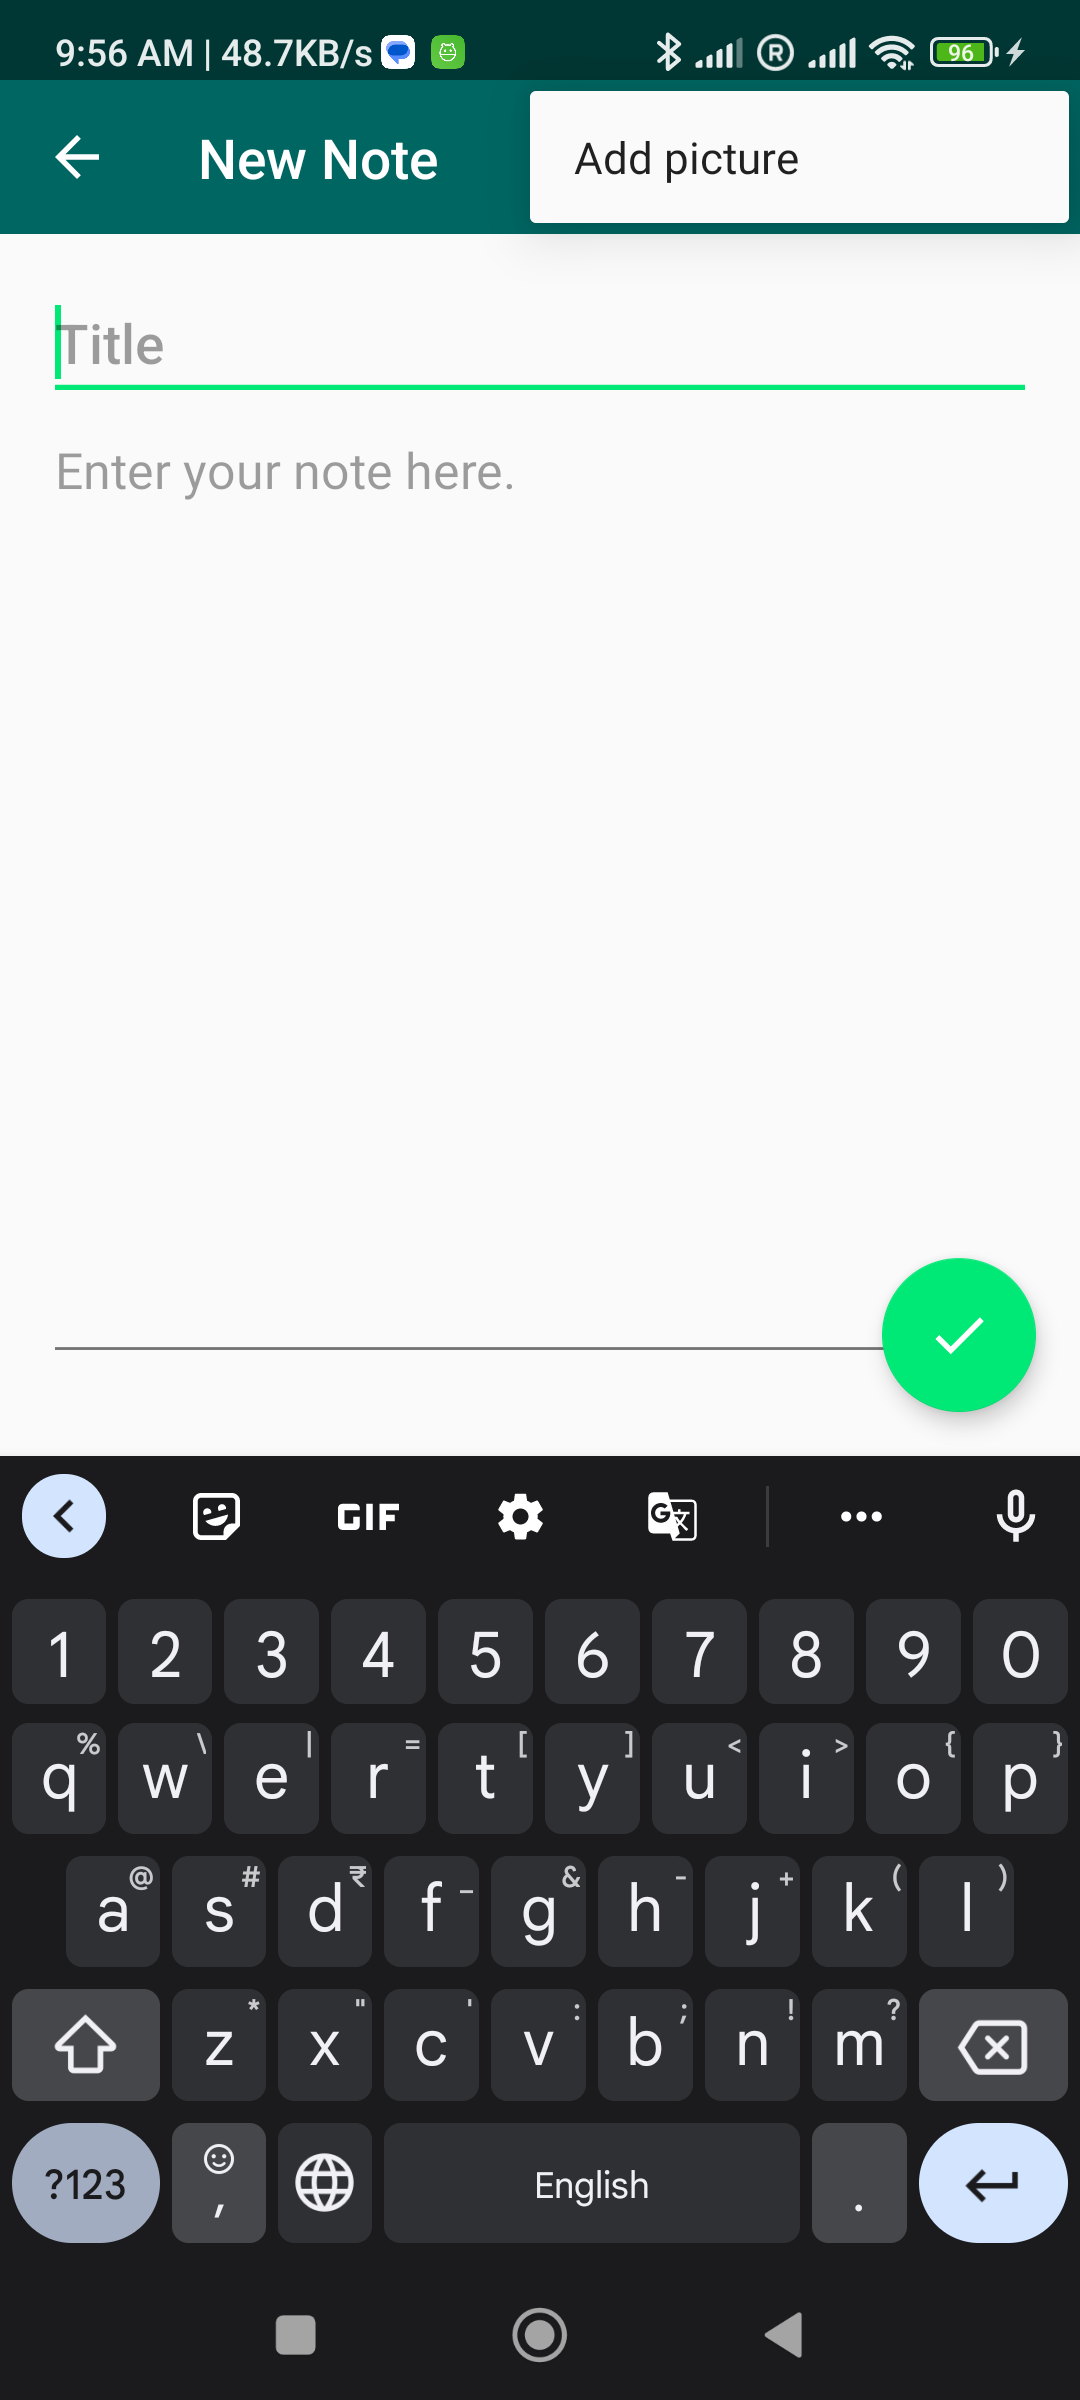 9:56 AM | 48.7KB/s
R
96
New Note
Add picture
Title
Enter your note here.
GIF
G 文
1 2 3 4 5 6 7 8 9 0
% \ | = [ ] < > { }
q w e r t y u i o p
@ # ₹ _ & - + ( )
a s d f g h j k l
* " ' : ; ! ?
z x c v b n m
?123 , English .